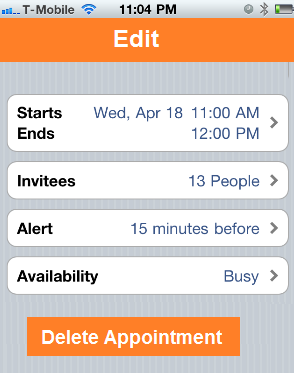 T-Mobile 11:04 PM
Edit
Starts Wed, Apr 18 11:00 AM
Ends 12:00 PM
Invitees 13 People
Alert 15 minutes before
Availability Busy
Delete Appointment